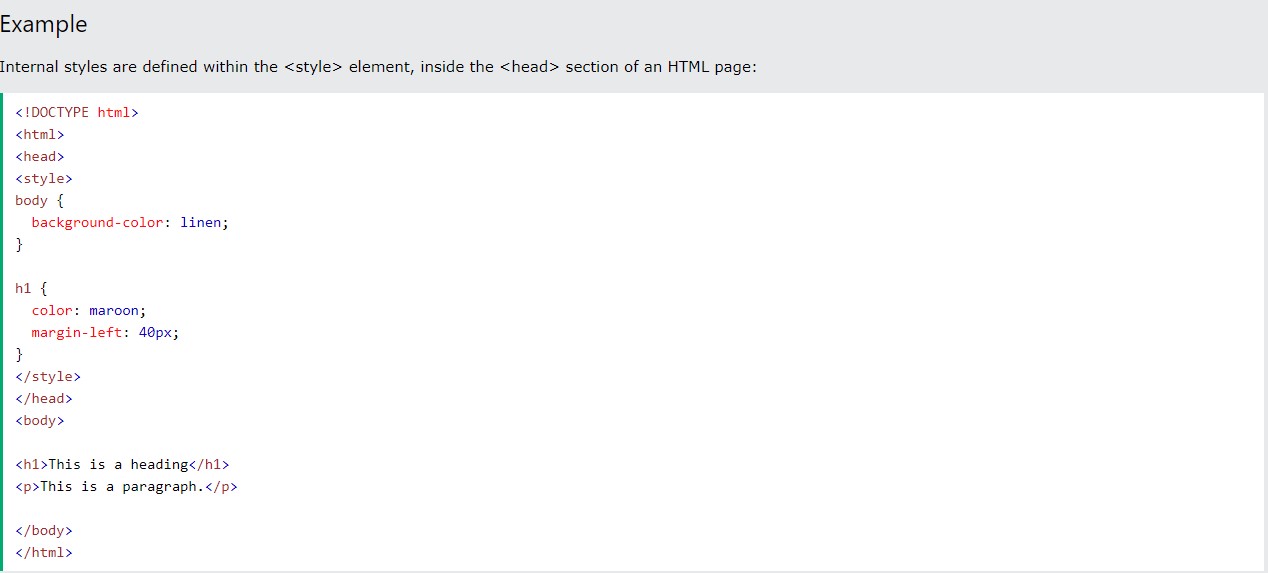 Example
Internal styles are defined within the <style> element, inside the <head> section of an HTML page:
<!DOCTYPE html>
<html>
<head>
<style>
body {
  background-color: linen;
}

h1 {
  color: maroon;
  margin-left: 40px;
}
</style>
</head>
<body>

<h1>This is a heading</h1>
<p>This is a paragraph.</p>

</body>
</html>